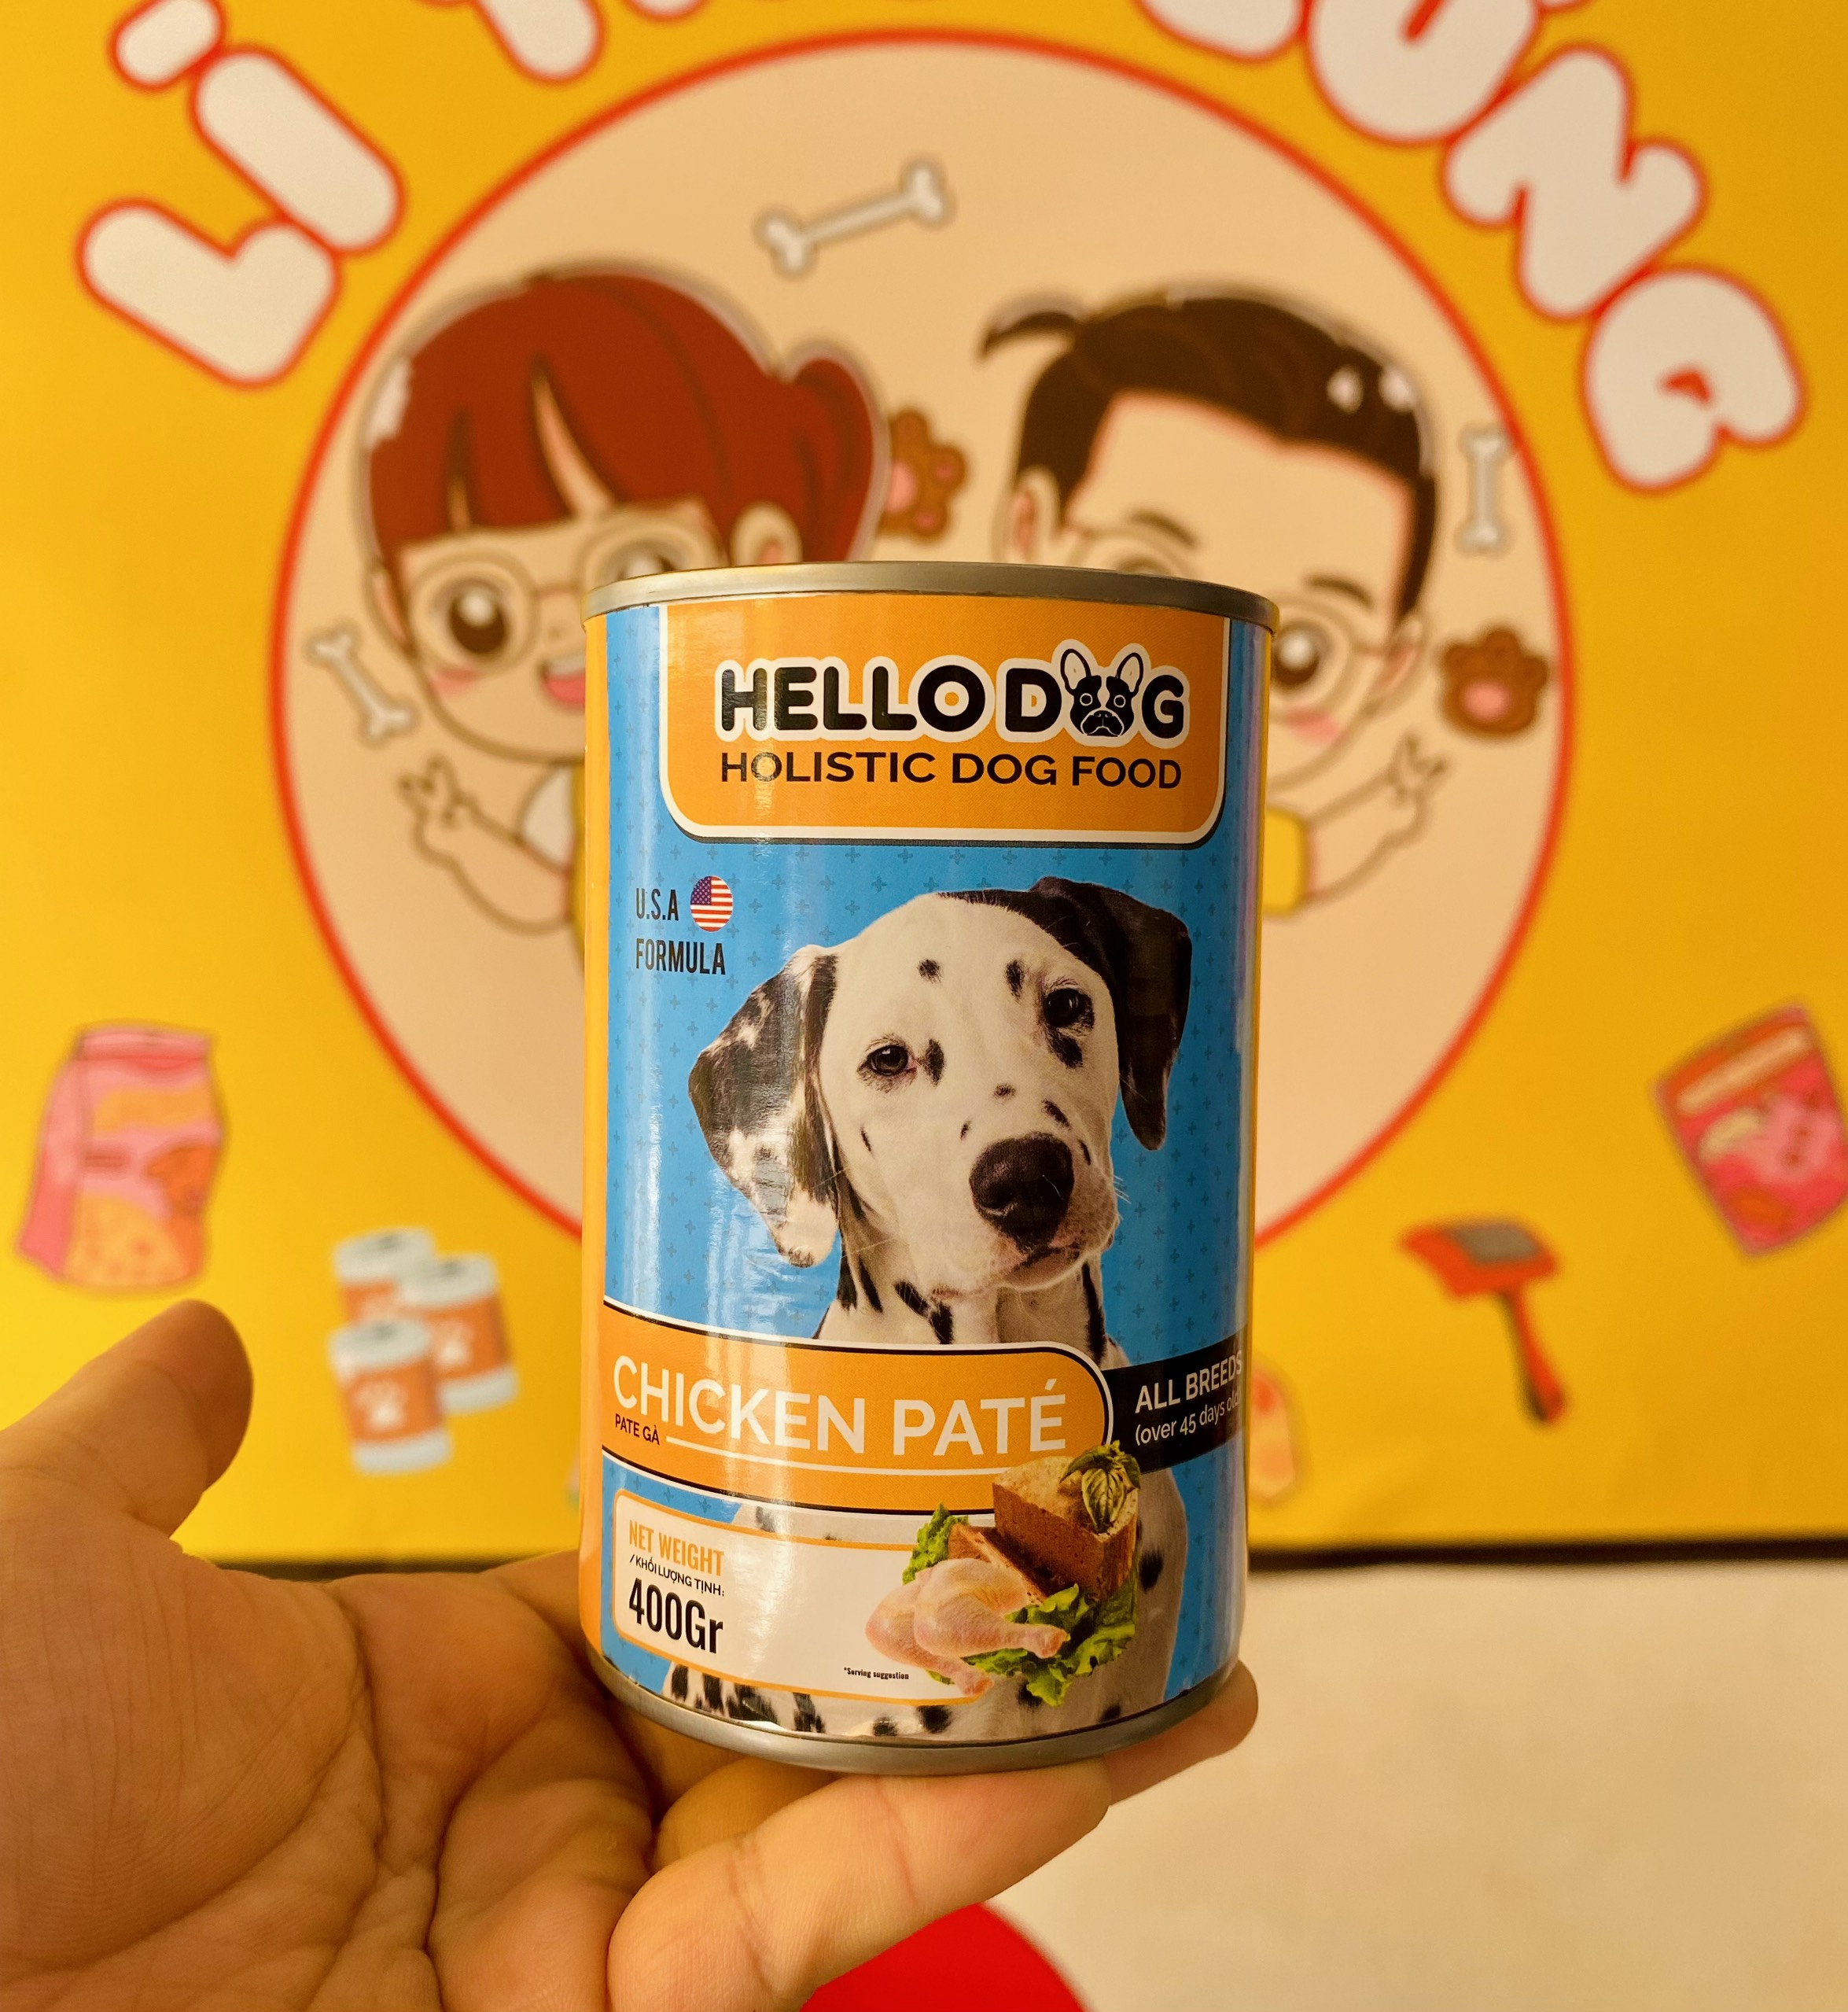 HELLO DOG
HOLISTIC DOG FOOD
U.S.A
FORMULA
CHICKEN PATÉ
PATE GÀ
ALL BREEDS
(over 45 days old)
NET WEIGHT
/KHỐI LƯỢNG TỊNH:
400Gr
*Serving suggestion